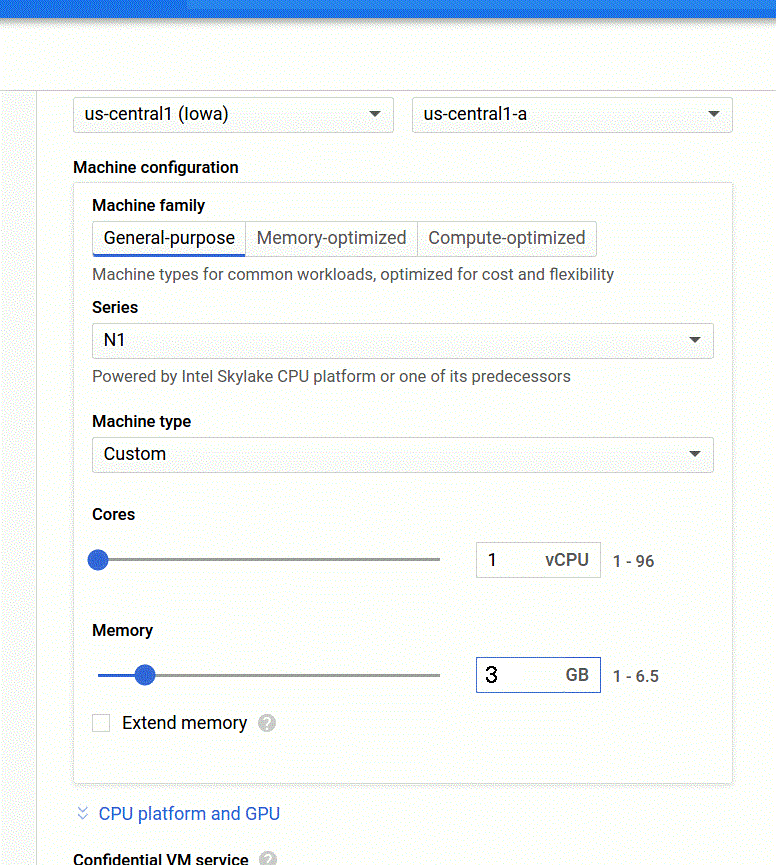 us-central1 (Iowa) us-central1-a
Machine configuration
Machine family
General-purpose Memory-optimized Compute-optimized
Machine types for common workloads, optimized for cost and flexibility
Series
N1
Powered by Intel Skylake CPU platform or one of its predecessors
Machine type
Custom
Cores
1 vCPU 1 - 96
Memory
3 GB 1 - 6.5
Extend memory ?
CPU platform and GPU
Confidential VM service ?